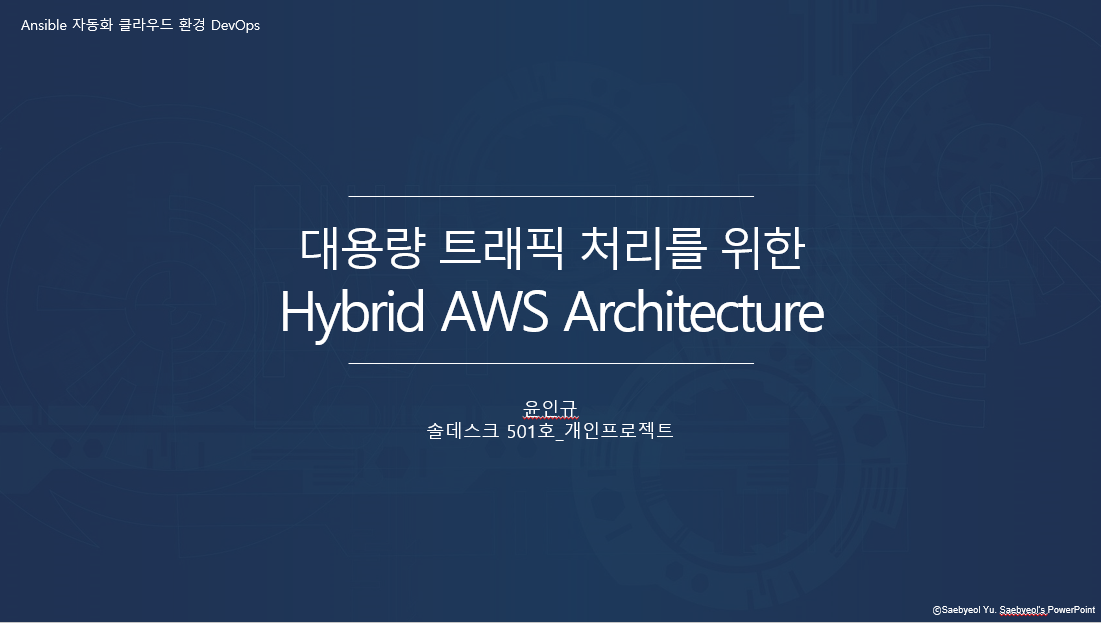 Ansible 자동화 클라우드 환경 DevOps
대용량 트래픽 처리를 위한
Hybrid AWS Architecture
윤인규
솔데스크 501호_개인프로젝트
©Saebyeol Yu. Saebyeol's PowerPoint